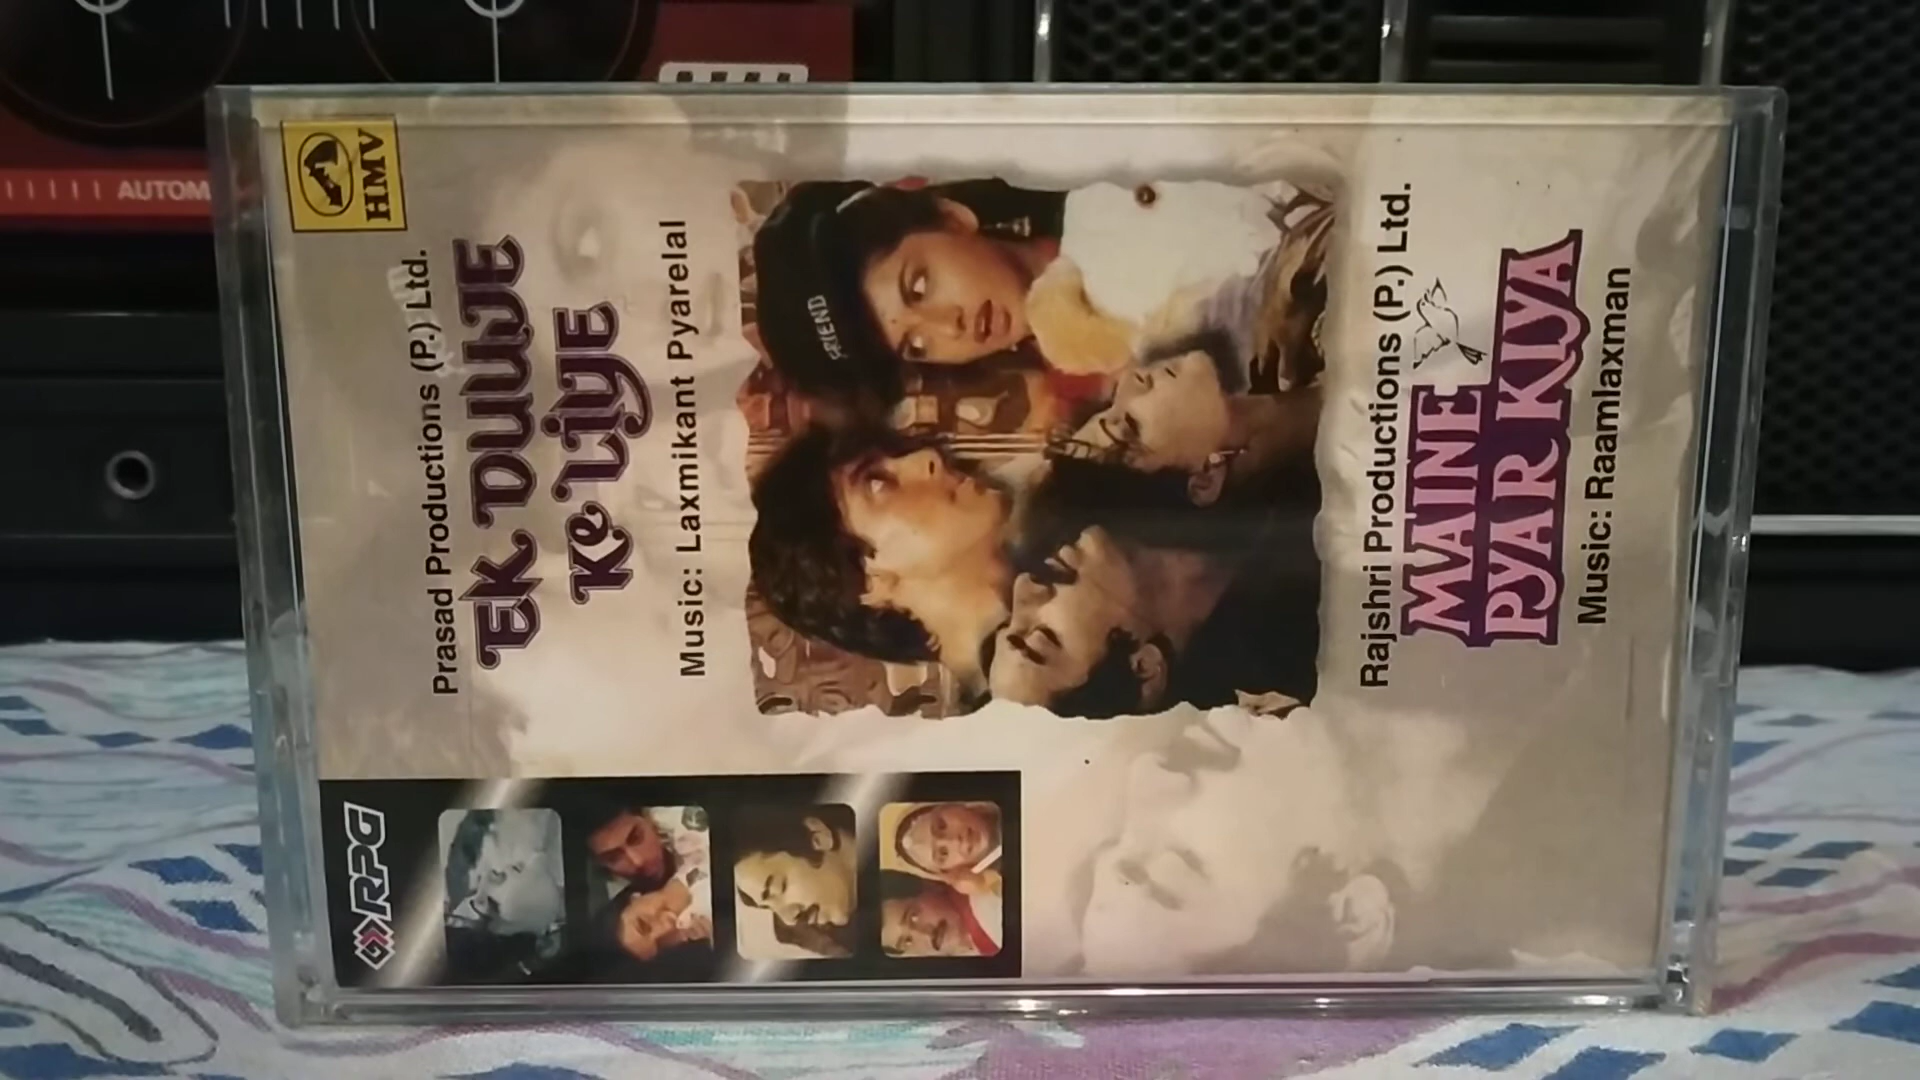 HMV
Prasad Productions (P.) Ltd.
EK DUUJE
Ke Liye
Music: Laxmikant Pyarelal
FRIEND
Rajshri Productions (P.) Ltd.
MAINE
PYAR KIYA
Music: Raamlaxman
RPG
AUTOM